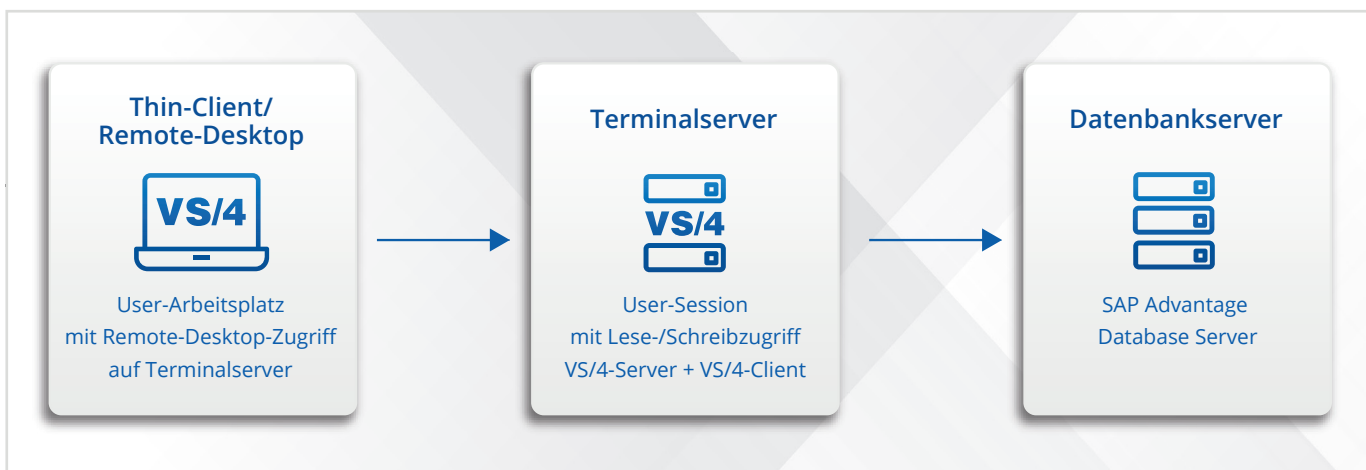 Thin-Client/
Remote-Desktop
VS/4
User-Arbeitsplatz
mit Remote-Desktop-Zugriff
auf Terminalserver
Terminalserver
VS/4
User-Session
mit Lese-/Schreibzugriff
VS/4-Server + VS/4-Client
Datenbankserver
SAP Advantage
Database Server